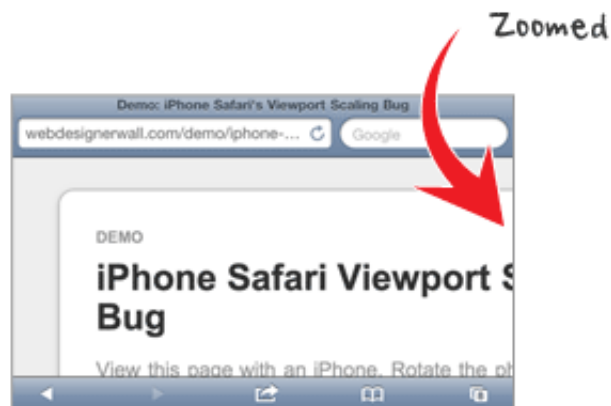 Zoomed
Demo: iPhone Safari's Viewport Scaling Bug
webdesignerwall.com/demo/iphone-... Google
DEMO
iPhone Safari Viewport S
Bug
View this page with an iPhone. Rotate the ph